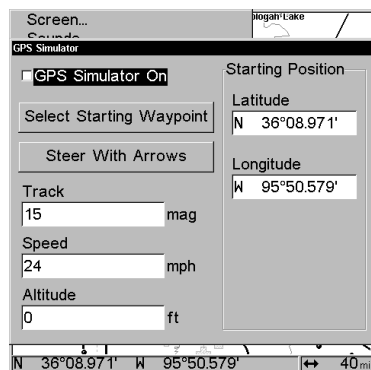 Screen...
GPS Simulator
GPS Simulator On
Select Starting Waypoint
Steer With Arrows
Track
15 mag
Speed
24 mph
Altitude
0 ft
Starting Position
Latitude
N 36°08.971'
Longitude
W 95°50.579'
N 36°08.971' W 95°50.579' ↔ 40mi